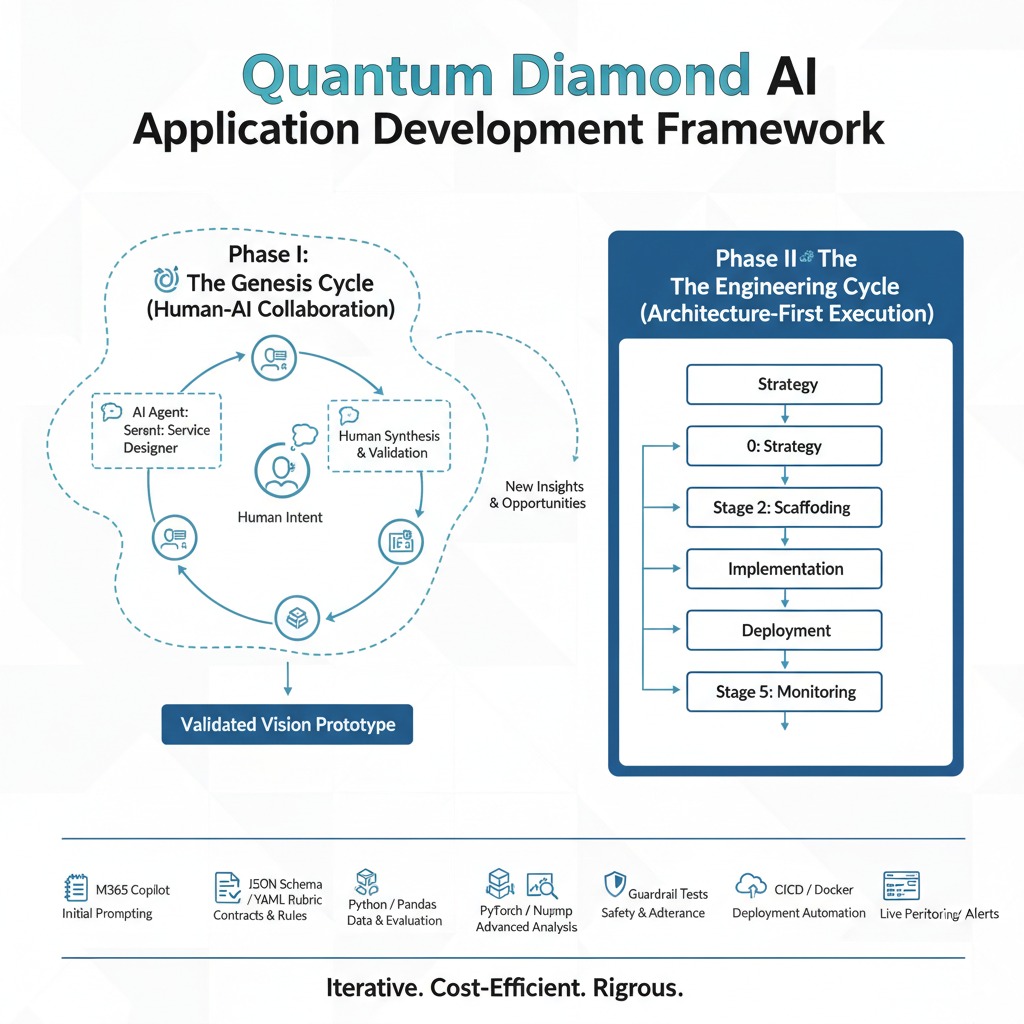 Quantum Diamond AI
Application Development Framework
Phase I:
The Genesis Cycle
(Human-AI Collaboration)
AI Agent:
Sersnt: Service
Designer
Human Synthesis
& Validation
Human Intent
Validated Vision Prototype
New Insights
& Opportunities
Phase II The
The Engineering Cycle
(Architecture-First Execution)
Strategy
0: Strategy
Stage 2: Scaffoding
Implementation
Deployment
Stage 5: Monitoring
M365 Copilot
Initial Prompting
JSON Schema
/ YAML Rubric
Contracts & Rules
Python / Pandas
Data & Evaluation
PyTorch / Nujmp
Advanced Analysis
Guardrail Tests
Safety & Adterance
CICD / Docker
Deployment Automation
Live Peritoring/ Alerts
Iterative. Cost-Efficient. Rigrous.